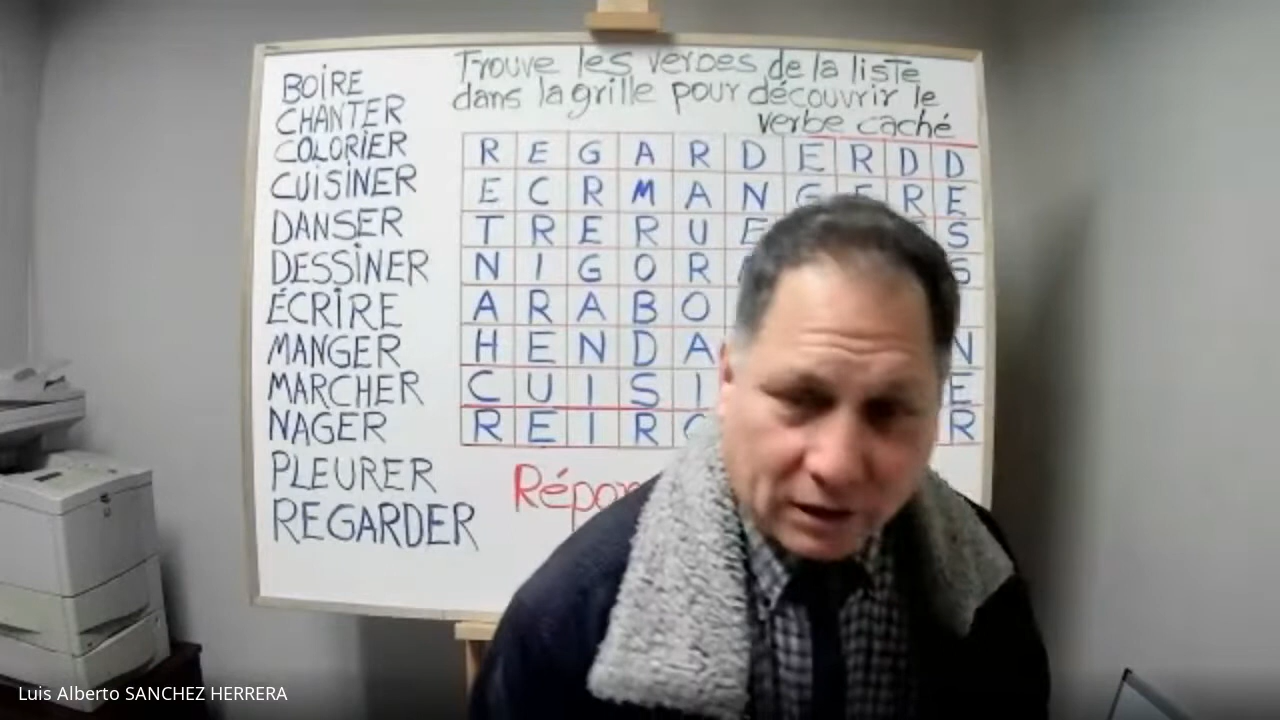 Trouve les verbes de la liste
dans la grille pour découvrir le
verbe caché
BOIRE
CHANTER
COLORIER
CUISINER
DANSER
DESSINER
ÉCRIRE
MANGER
MARCHER
NAGER
PLEURER
REGARDER
R E G A R D E R D D
E C R M A N G E R E
T R E R U E S
N I G O R S
A R A B O
H E N D A N
C U I S I E
R E I R R
Luis Alberto SANCHEZ HERRERA